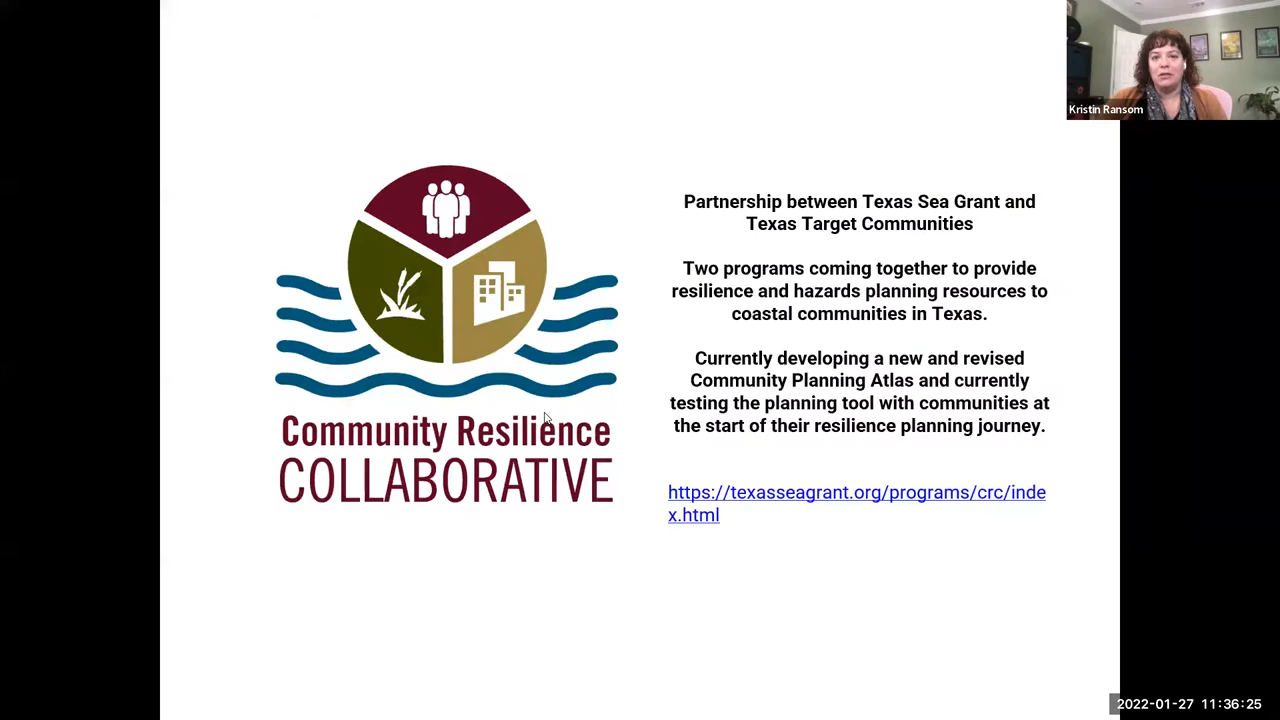 Kristin Ransom
Partnership between Texas Sea Grant and
Texas Target Communities
Two programs coming together to provide
resilience and hazards planning resources to
coastal communities in Texas.
Currently developing a new and revised
Community Planning Atlas and currently
testing the planning tool with communities at
the start of their resilience planning journey.
https://texasseagrant.org/programs/crc/inde
x.html
Community Resilience
COLLABORATIVE
2022-01-27 11:36:25